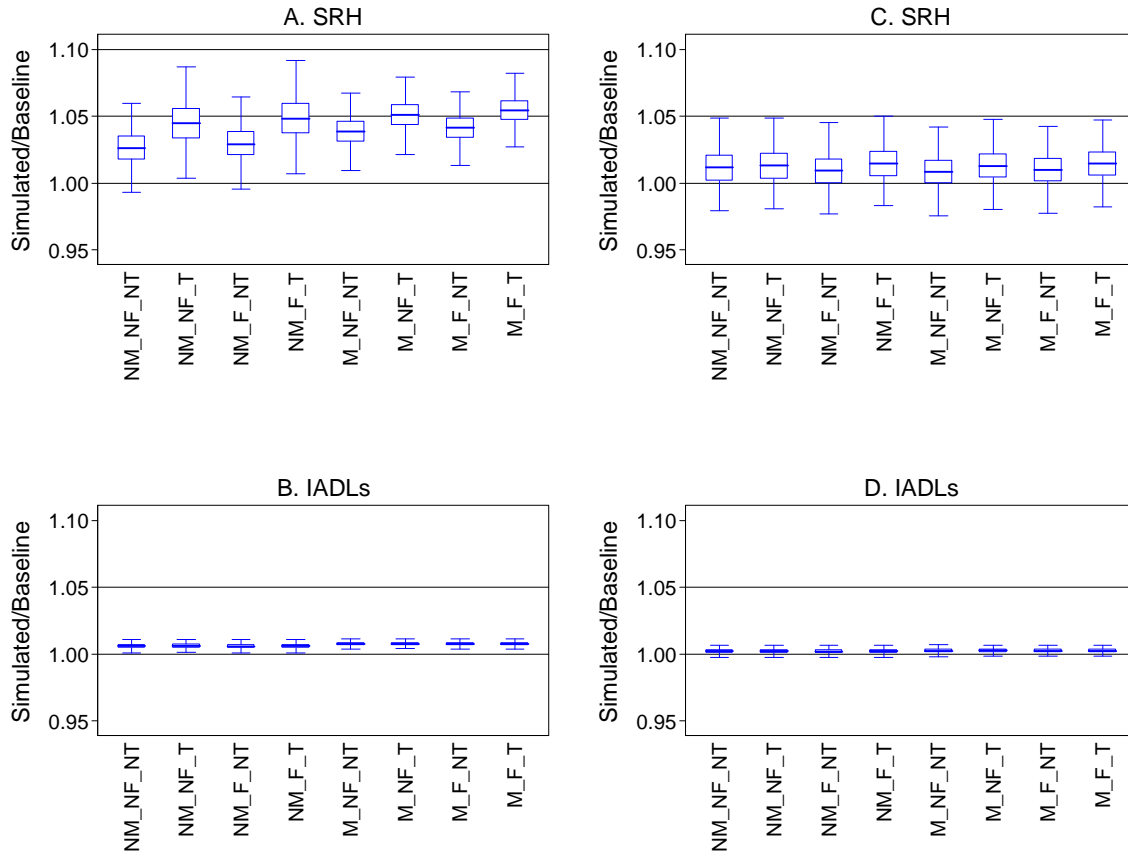 A. SRH
Simulated/Baseline
1.10
1.05
1.00
0.95
NM_NF_NT
NM_NF_T
NM_F_NT
NM_F_T
M_NF_NT
M_NF_T
M_F_NT
M_F_T
C. SRH
Simulated/Baseline
1.10
1.05
1.00
0.95
NM_NF_NT
NM_NF_T
NM_F_NT
NM_F_T
M_NF_NT
M_NF_T
M_F_NT
M_F_T
B. IADLs
Simulated/Baseline
1.10
1.05
1.00
0.95
NM_NF_NT
NM_NF_T
NM_F_NT
NM_F_T
M_NF_NT
M_NF_T
M_F_NT
M_F_T
D. IADLs
Simulated/Baseline
1.10
1.05
1.00
0.95
NM_NF_NT
NM_NF_T
NM_F_NT
NM_F_T
M_NF_NT
M_NF_T
M_F_NT
M_F_T